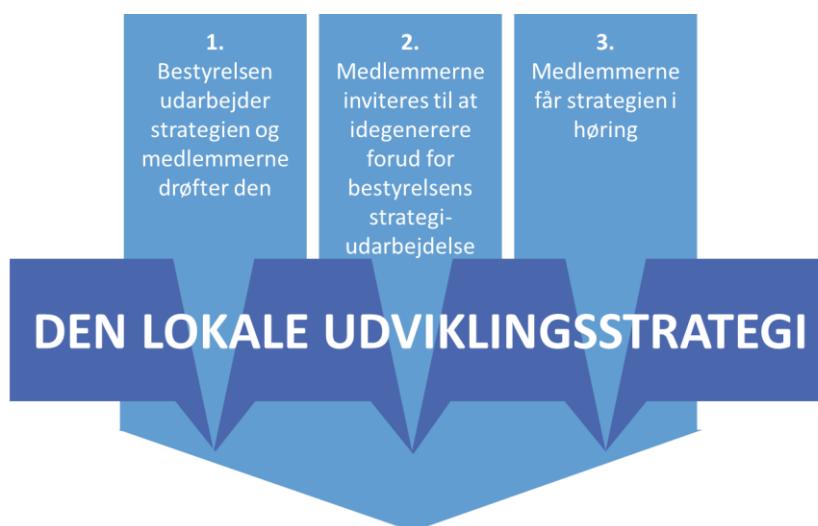 1.
Bestyrelsen
udarbejder
strategien og
medlemmerne
drøfter den
2.
Medlemmerne
inviteres til at
idegenerere
forud for
bestyrelsens
strategi-
udarbejdelse
3.
Medlemmerne
får strategien i
høring
DEN LOKALE UDVIKLINGSSTRATEGI